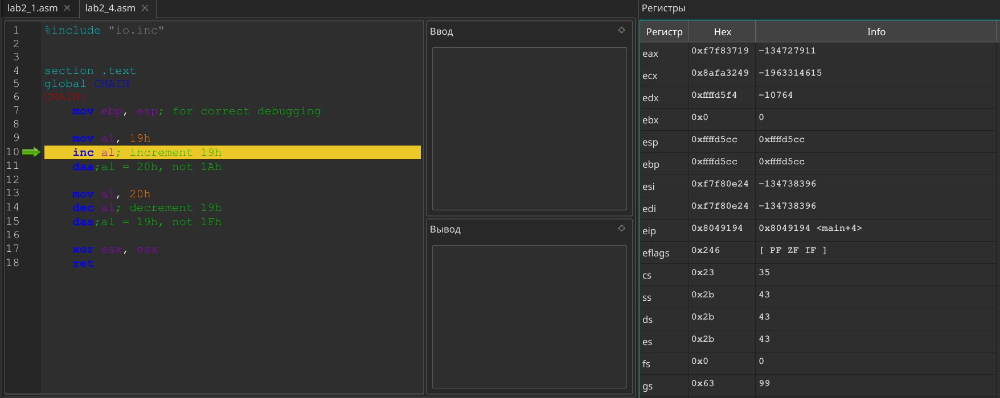 lab2_1.asm lab2_4.asm
1 %include "io.inc"
2
3
4 section .text
5 global CMAIN
6 CMAIN:
7 mov ebp, esp; for correct debugging
8
9 mov al, 19h
10 inc al; increment 19h
11 daa;al = 20h, not 1Ah
12
13 mov al, 20h
14 dec al; decrement 19h
15 das;al = 19h, not 1Fh
16
17 xor eax, eax
18 ret
Ввод
Вывод
Регистры
Регистр Hex Info
eax 0xf7f83719 -134727911
ecx 0x8afa3249 -1963314615
edx 0xffffd5f4 -10764
ebx 0x0 0
esp 0xffffd5cc 0xffffd5cc
ebp 0xffffd5cc 0xffffd5cc
esi 0xf7f80e24 -134738396
edi 0xf7f80e24 -134738396
eip 0x8049194 0x8049194 <main+4>
eflags 0x246 [ PF ZF IF ]
cs 0x23 35
ss 0x2b 43
ds 0x2b 43
es 0x2b 43
fs 0x0 0
gs 0x63 99